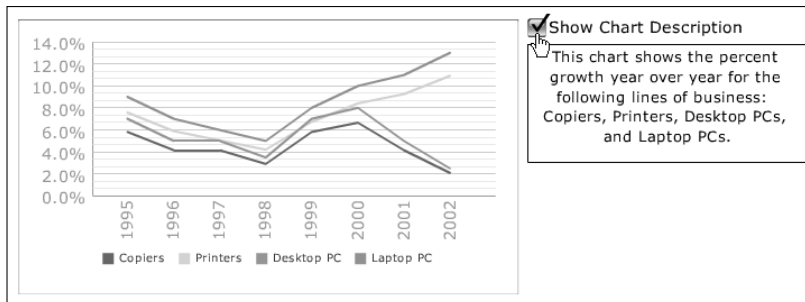 14.0%
12.0%
10.0%
8.0%
6.0%
4.0%
2.0%
0.0%
1995 1996 1997 1998 1999 2000 2001 2002
Copiers Printers Desktop PC Laptop PC
Show Chart Description
This chart shows the percent
growth year over year for the
following lines of business:
Copiers, Printers, Desktop PCs,
and Laptop PCs.